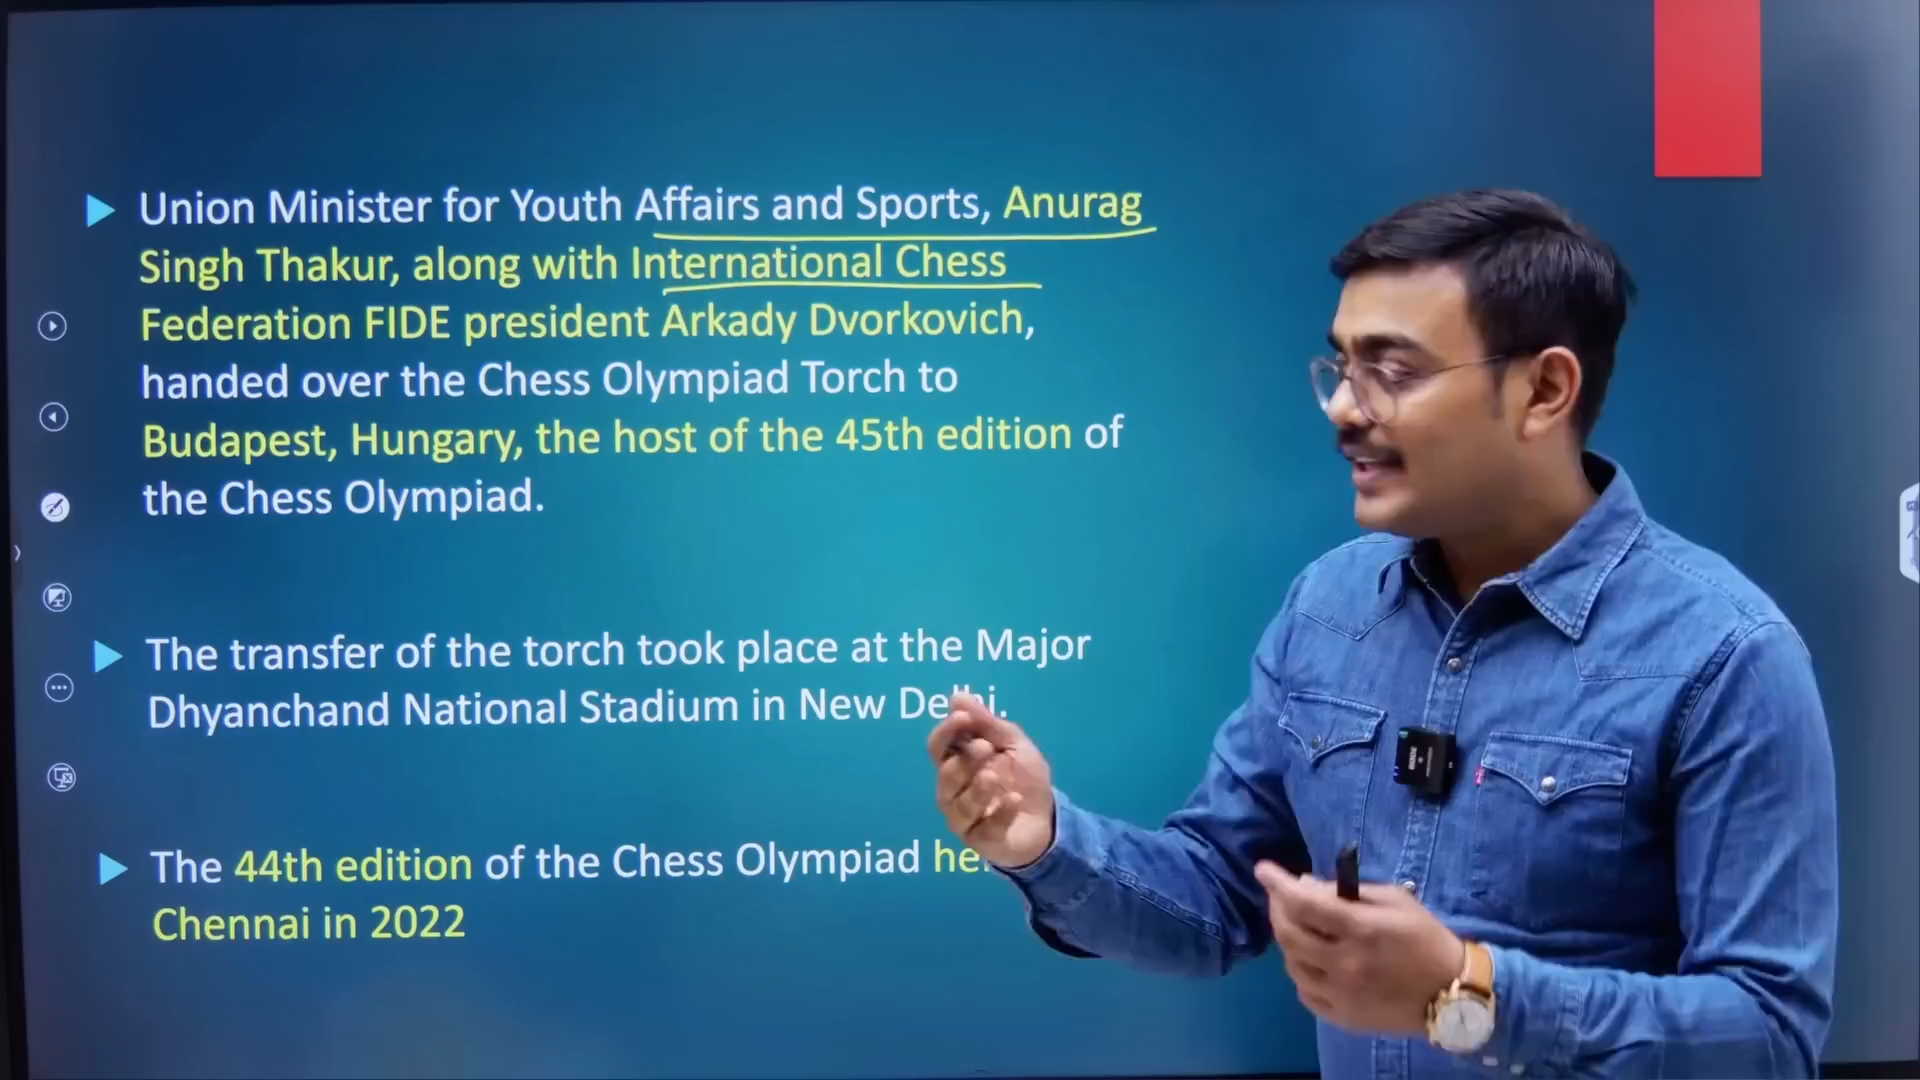 Union Minister for Youth Affairs and Sports, Anurag
Singh Thakur, along with International Chess
Federation FIDE president Arkady Dvorkovich,
handed over the Chess Olympiad Torch to
Budapest, Hungary, the host of the 45th edition of
the Chess Olympiad.
The transfer of the torch took place at the Major
Dhyanchand National Stadium in New Delhi.
The 44th edition of the Chess Olympiad
Chennai in 2022